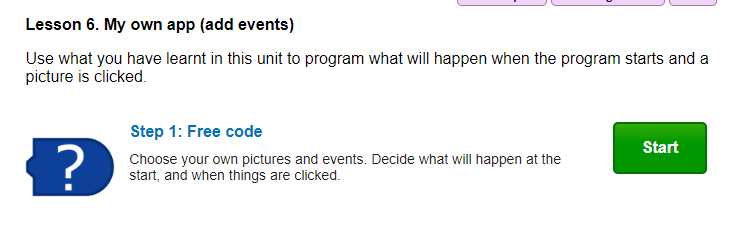 Lesson 6. My own app (add events)
Use what you have learnt in this unit to program what will happen when the program starts and a
picture is clicked.
Step 1: Free code
Choose your own pictures and events. Decide what will happen at the
start, and when things are clicked.
?
Start